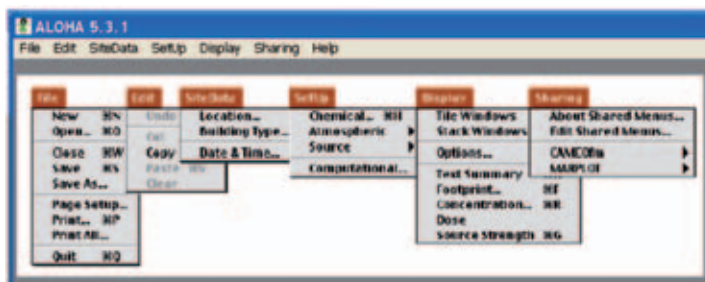 ALOHA 5.3.1
File Edit SiteData SetUp Display Sharing Help
File
New ⌘N
Open... ⌘O
Close ⌘W
Save ⌘S
Save As...
Page Setup...
Print... ⌘P
Print All...
Quit ⌘Q
Edit
Undo
Cut
Copy
Paste ⌘V
Clear
SiteData
Location...
Building Type...
Date & Time...
SetUp
Chemical... ⌘H
Atmospheric
Source
Computational...
Display
Tile Windows
Stack Windows
Options...
Text Summary
Footprint... ⌘F
Concentration... ⌘R
Dose
Source Strength ⌘G
Sharing
About Shared Menus...
Edit Shared Menus...
CAMEOfm
MARPLOT